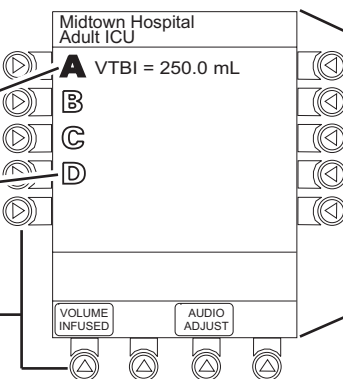 Midtown Hospital
Adult ICU
A VTBI = 250.0 mL
B
C
D
VOLUME
INFUSED
AUDIO
ADJUST